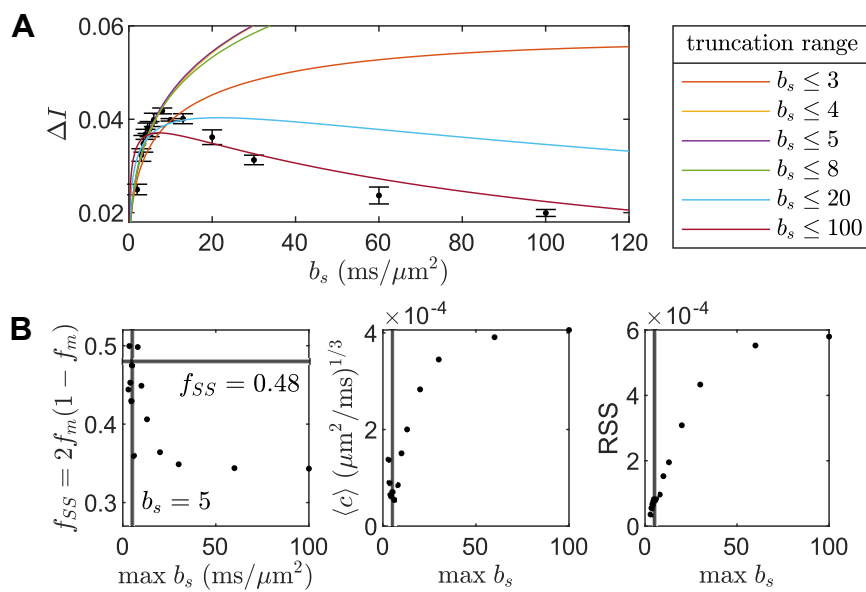 A
0.06
0.04
0.02
ΔI
0 20 40 60 80 100 120
b_s (ms/μm²)
truncation range
b_s ≤ 3
b_s ≤ 4
b_s ≤ 5
b_s ≤ 8
b_s ≤ 20
b_s ≤ 100
B
f_SS = 2f_m(1 − f_m)
0.5
0.4
0.3
f_SS = 0.48
b_s = 5
0 50 100
max b_s (ms/μm²)
×10⁻⁴
⟨c⟩ (μm²/ms)^1/3
4
2
0
0 50 100
max b_s
×10⁻⁴
RSS
6
4
2
0
0 50 100
max b_s